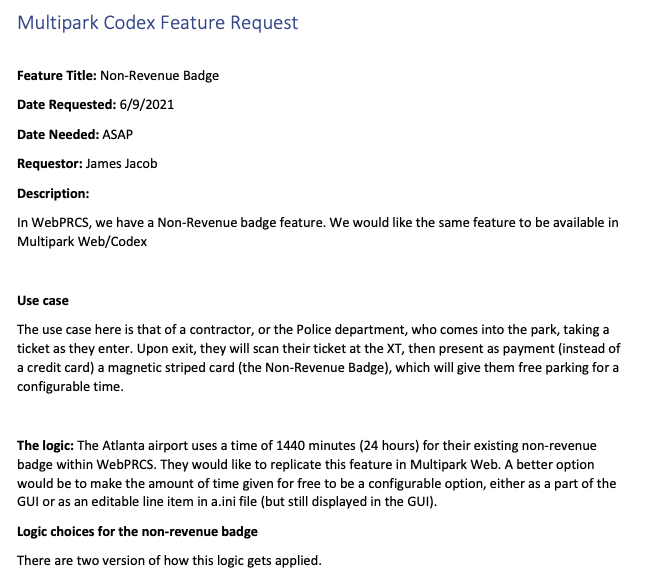 Multipark Codex Feature Request
Feature Title: Non-Revenue Badge
Date Requested: 6/9/2021
Date Needed: ASAP
Requestor: James Jacob
Description:
In WebPRCS, we have a Non-Revenue badge feature. We would like the same feature to be available in
Multipark Web/Codex
Use case
The use case here is that of a contractor, or the Police department, who comes into the park, taking a
ticket as they enter. Upon exit, they will scan their ticket at the XT, then present as payment (instead of
a credit card) a magnetic striped card (the Non-Revenue Badge), which will give them free parking for a
configurable time.
The logic: The Atlanta airport uses a time of 1440 minutes (24 hours) for their existing non-revenue
badge within WebPRCS. They would like to replicate this feature in Multipark Web. A better option
would be to make the amount of time given for free to be a configurable option, either as a part of the
GUI or as an editable line item in a.ini file (but still displayed in the GUI).
Logic choices for the non-revenue badge
There are two version of how this logic gets applied.